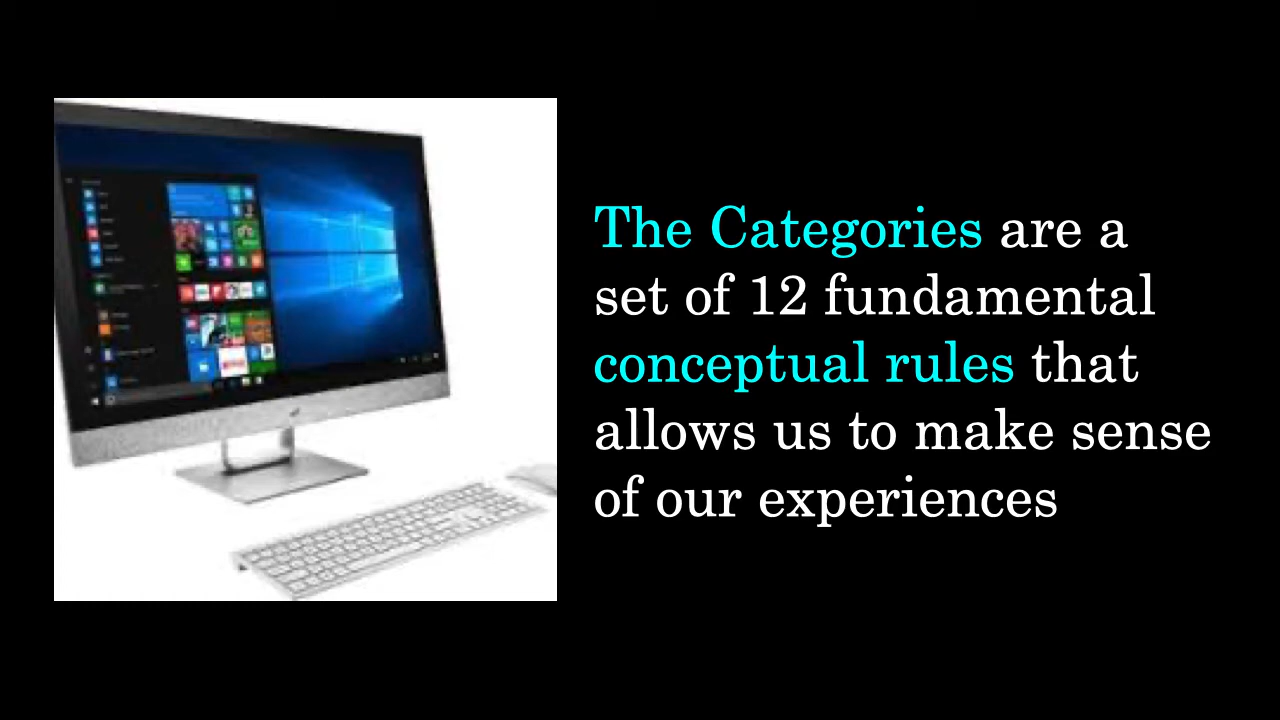 The Categories are a
set of 12 fundamental
conceptual rules that
allows us to make sense
of our experiences